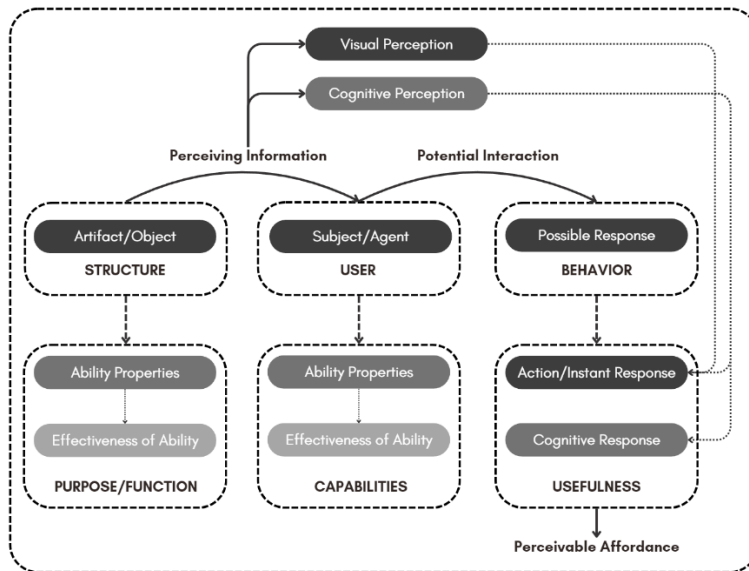 Visual Perception
Cognitive Perception
Perceiving Information
Potential Interaction
Artifact/Object
STRUCTURE
Subject/Agent
USER
Possible Response
BEHAVIOR
Ability Properties
Effectiveness of Ability
PURPOSE/FUNCTION
Ability Properties
Effectiveness of Ability
CAPABILITIES
Action/Instant Response
Cognitive Response
USEFULNESS
Perceivable Affordance